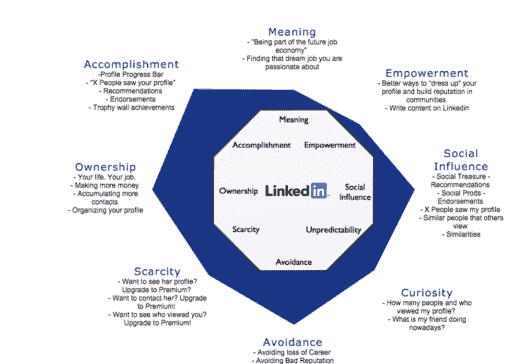 Meaning
- "Being part of the future job
economy"
- Finding that dream job you are
passionate about
Accomplishment
-Profile Progress Bar
- "X People saw your profile"
- Recommendations
- Endorsements
- Trophy wall achievements
Empowerment
- Better ways to "dress up" your
profile and build reputation in
communities
- Write content on Linkedin
Meaning
Accomplishment
Empowerment
Ownership
- Your life. Your job.
- Making more money
- Accumulating more
contacts
- Organizing your profile
Ownership
LinkedIn
Social
Influence
Social
Influence
- Social Treasure -
Recommendations
- Social Prods -
Endorsements
- X People saw my profile
- Similar people that others
view
- Similarities
Scarcity
Unpredictability
Avoidance
Scarcity
- Want to see her profile?
Upgrade to Premium?
- Want to contact her? Upgrade
to Premium!
- Want to see who viewed you?
Upgrade to Premium!
Curiosity
- How many people and who
viewed my profile?
- What is my friend doing
nowadays?
Avoidance
- Avoiding loss of Career
- Avoiding Bad Reputation